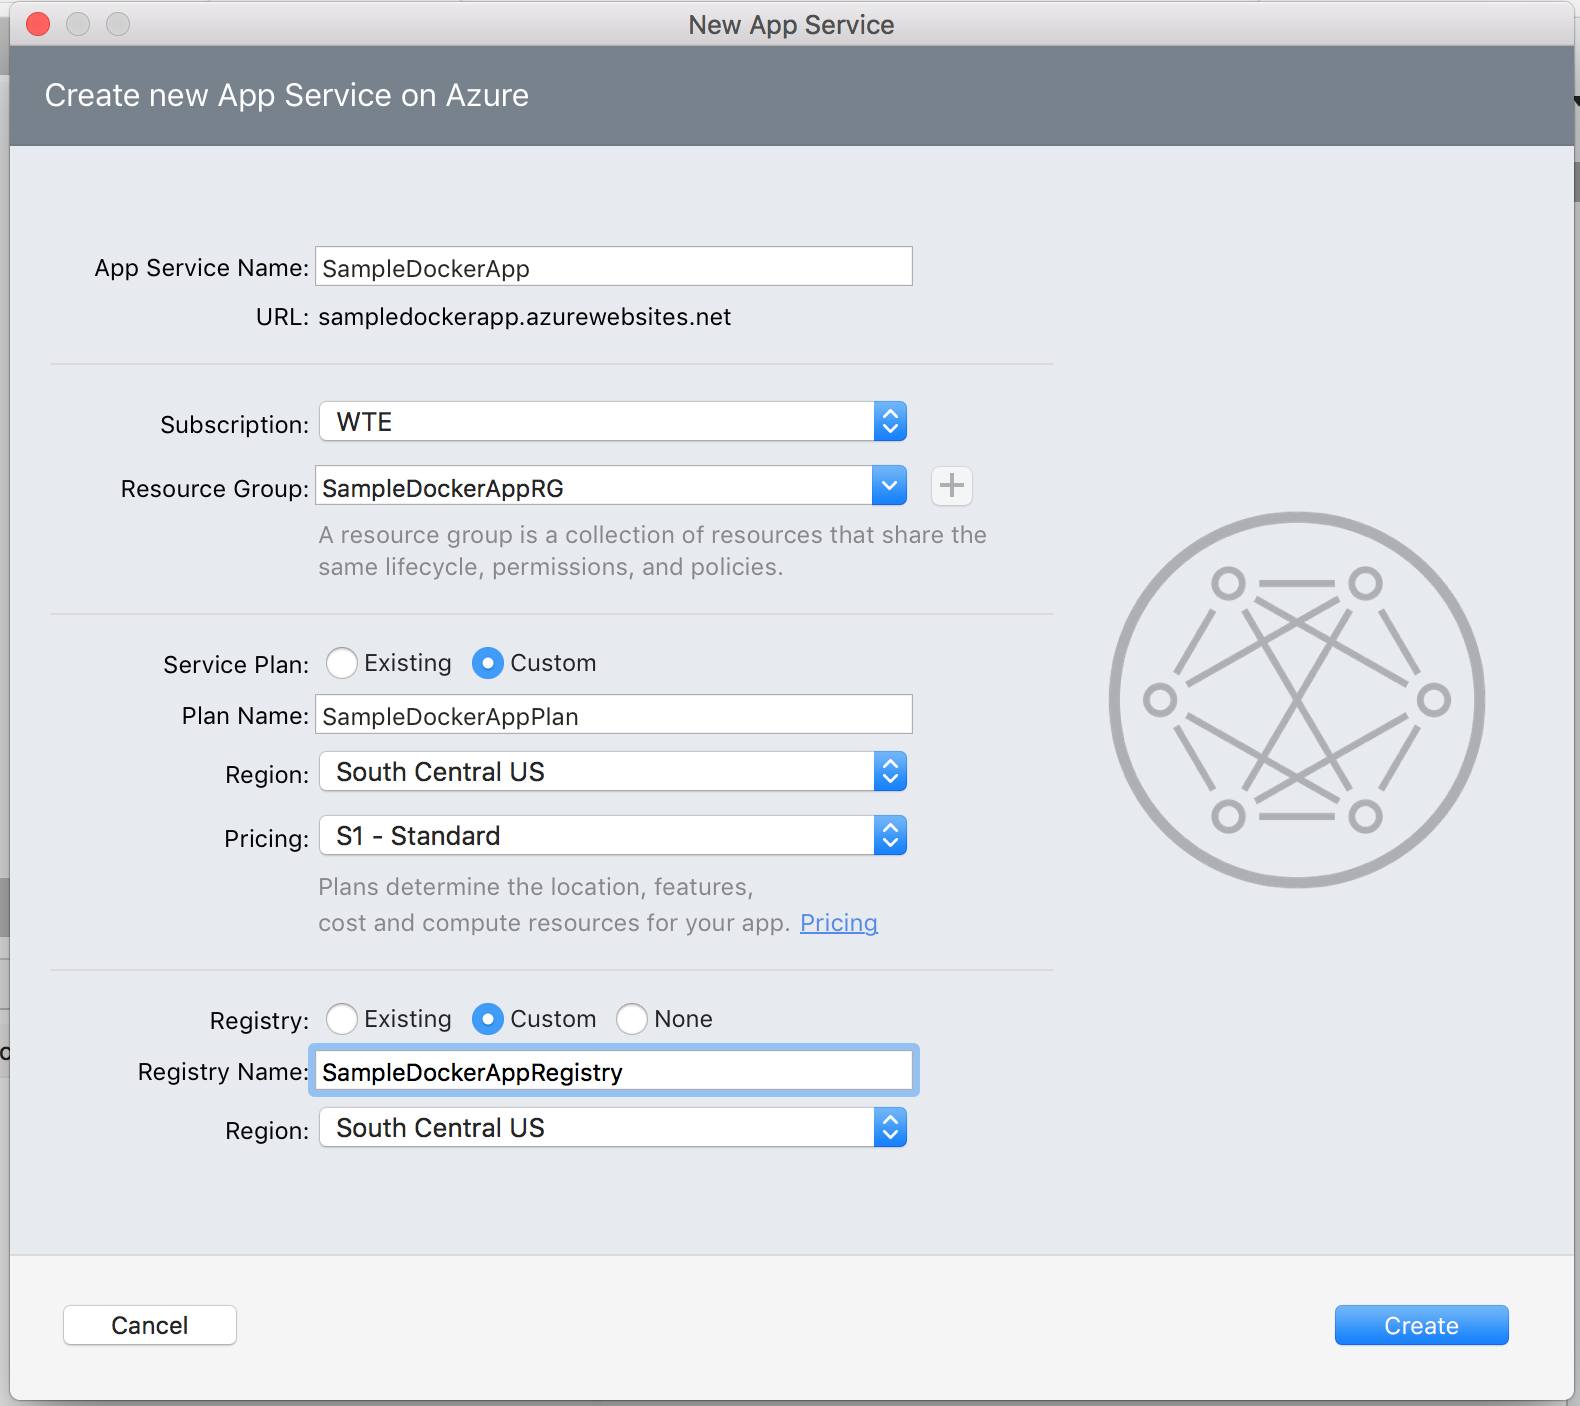 New App Service
Create new App Service on Azure
App Service Name: SampleDockerApp
URL: sampledockerapp.azurewebsites.net
Subscription: WTE
Resource Group: SampleDockerAppRG
A resource group is a collection of resources that share the
same lifecycle, permissions, and policies.
Service Plan: Existing Custom
Plan Name: SampleDockerAppPlan
Region: South Central US
Pricing: S1 - Standard
Plans determine the location, features,
cost and compute resources for your app. Pricing
Registry: Existing Custom None
Registry Name: SampleDockerAppRegistry
Region: South Central US
Cancel Create